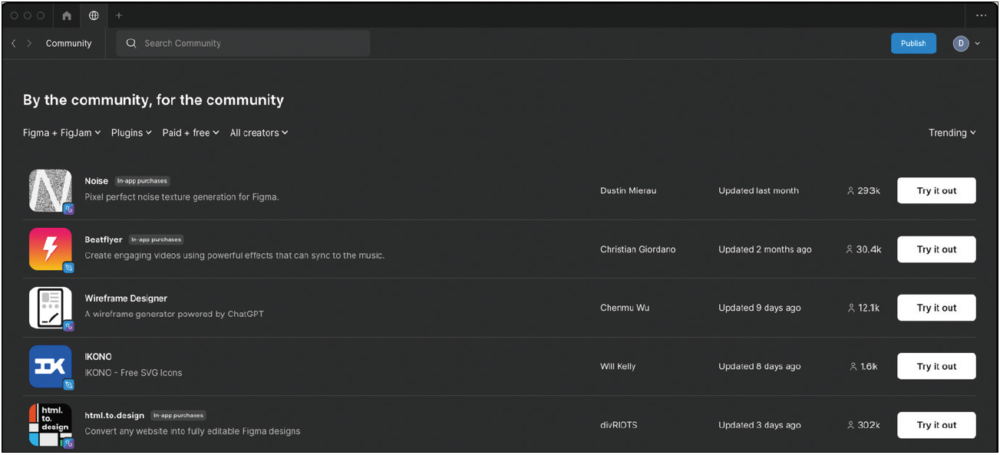 Community
Search Community
Publish
D
By the community, for the community
Figma + FigJam
Plugins
Paid + free
All creators
Trending
N
Noise
In-app purchases
Pixel perfect noise texture generation for Figma.
Dustin Mierau
Updated last month
293k
Try it out
Beatflyer
In-app purchases
Create engaging videos using powerful effects that can sync to the music.
Christian Giordano
Updated 2 months ago
30.4k
Try it out
Wireframe Designer
A wireframe generator powered by ChatGPT
Chenmu Wu
Updated 9 days ago
12.1k
Try it out
IK
IKONO
IKONO - Free SVG Icons
Will Kelly
Updated 8 days ago
1.6k
Try it out
html.
to.
design
html.to.design
In-app purchases
Convert any website into fully editable Figma designs
divRIOTS
Updated 3 days ago
302k
Try it out